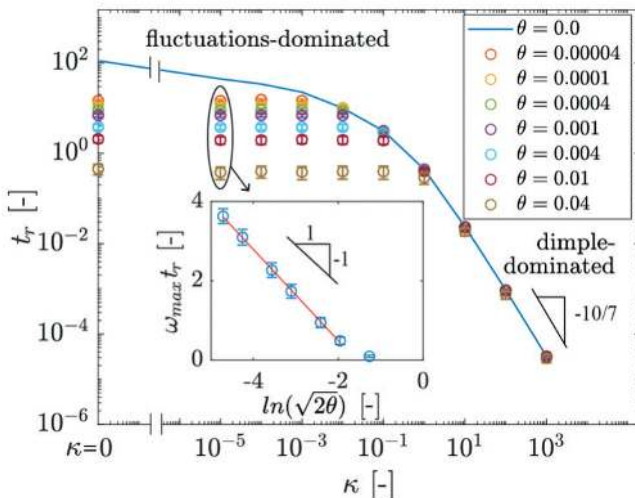 fluctuations-dominated
θ = 0.0
θ = 0.00004
θ = 0.0001
θ = 0.0004
θ = 0.001
θ = 0.004
θ = 0.01
θ = 0.04
10^2
10^0
10^-2
10^-4
10^-6
t_r [-]
4
2
0
ω_max t_r [-]
1
-1
-4
-2
0
ln(√2θ) [-]
dimple-
dominated
-10/7
κ=0
10^-5
10^-3
10^-1
10^1
10^3
κ [-]